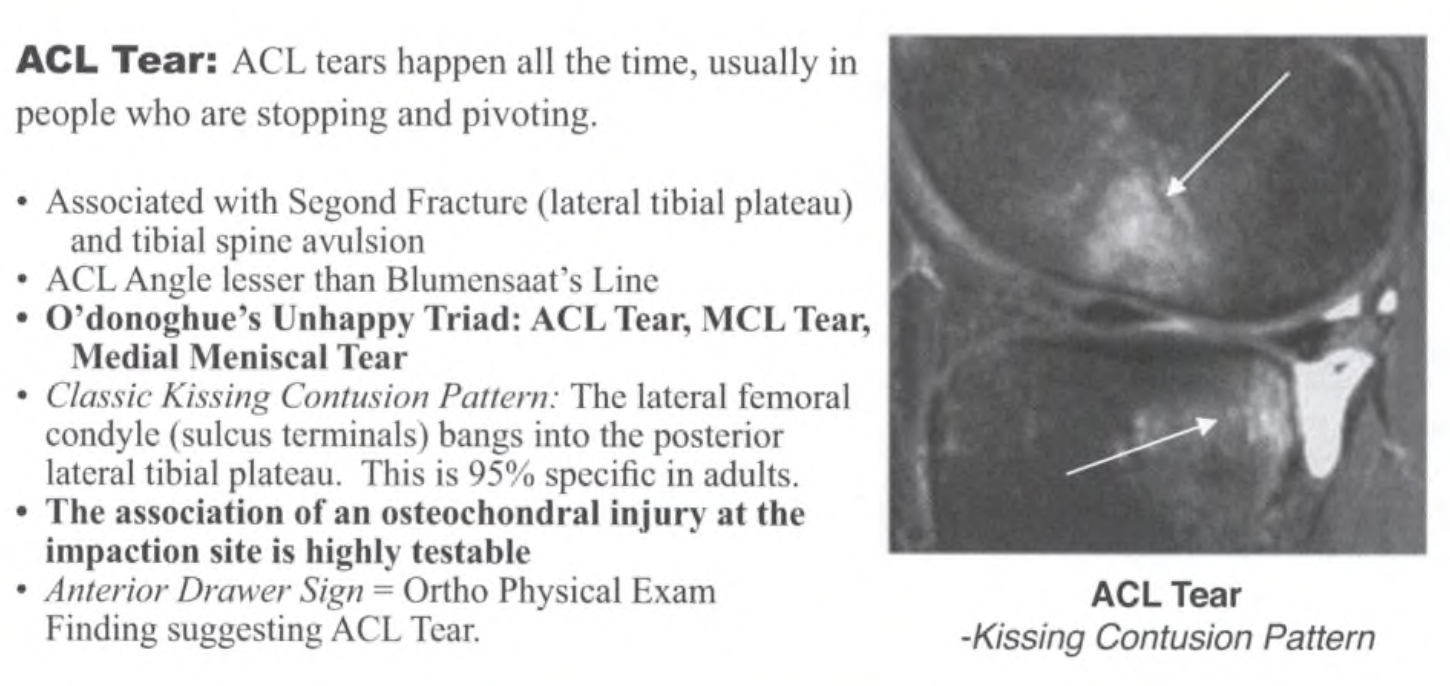 ACL Tear: ACL tears happen all the time, usually in
people who are stopping and pivoting.
• Associated with Segond Fracture (lateral tibial plateau)
and tibial spine avulsion
• ACL Angle lesser than Blumensaat's Line
• O'donoghue's Unhappy Triad: ACL Tear, MCL Tear,
Medial Meniscal Tear
• Classic Kissing Contusion Pattern: The lateral femoral
condyle (sulcus terminals) bangs into the posterior
lateral tibial plateau. This is 95% specific in adults.
• The association of an osteochondral injury at the
impaction site is highly testable
• Anterior Drawer Sign = Ortho Physical Exam
Finding suggesting ACL Tear.
ACL Tear
-Kissing Contusion Pattern